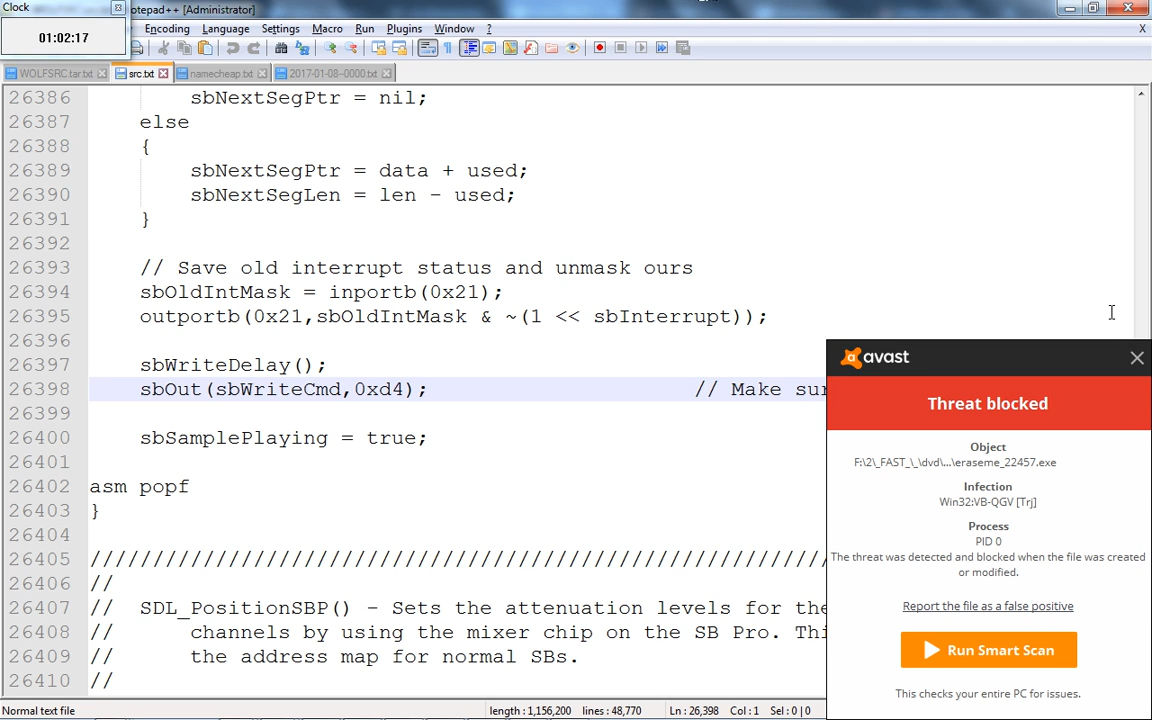 Clock
01:02:17
otepad++ [Administrator]
Encoding Language Settings Macro Run Plugins Window X
WOLFSRC.tar.txt src.txt namecheap.txt 2017-01-08--0000.txt
26386 sbNextSegPtr = nil;
26387 else
26388 {
26389 sbNextSegPtr = data + used;
26390 sbNextSegLen = len - used;
26391 }
26392
26393 // Save old interrupt status and unmask ours
26394 sbOldIntMask = inportb(0x21);
26395 outportb(0x21,sbOldIntMask & ~(1 << sbInterrupt));
26396
26397 sbWriteDelay();
26398 sbOut(sbWriteCmd,0xd4); // Make sur
26399
26400 sbSamplePlaying = true;
26401
26402 asm popf
26403 }
26404
26405 ///////////////////////////////////////////////////////////
26406 //
26407 // SDL_PositionSBP() - Sets the attenuation levels for the
26408 // channels by using the mixer chip on the SB Pro. Thi
26409 // the address map for normal SBs.
26410 //
avast
Threat blocked
Object
F:\2\_FAST_\_\dvd\...\eraseme_22457.exe
Infection
Win32:VB-QGV [Trj]
Process
PID 0
The threat was detected and blocked when the file was created
or modified.
Report the file as a false positive
Run Smart Scan
This checks your entire PC for issues.
Normal text file length : 1,156,200 lines : 48,770 Ln : 26,398 Col : 1 Sel : 0 | 0